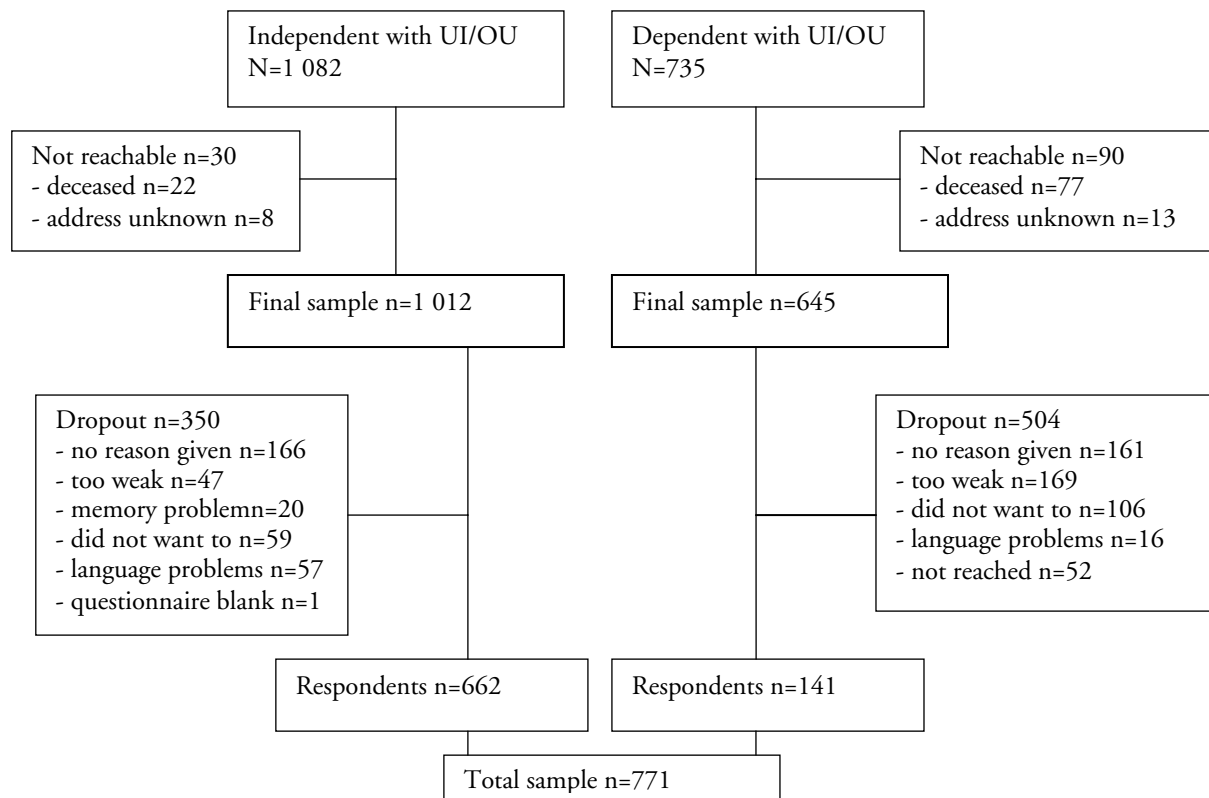 Independent with UI/OU
N=1 082
Dependent with UI/OU
N=735
Not reachable n=30
- deceased n=22
- address unknown n=8
Not reachable n=90
- deceased n=77
- address unknown n=13
Final sample n=1 012
Final sample n=645
Dropout n=350
- no reason given n=166
- too weak n=47
- memory problemn=20
- did not want to n=59
- language problems n=57
- questionnaire blank n=1
Dropout n=504
- no reason given n=161
- too weak n=169
- did not want to n=106
- language problems n=16
- not reached n=52
Respondents n=662
Respondents n=141
Total sample n=771